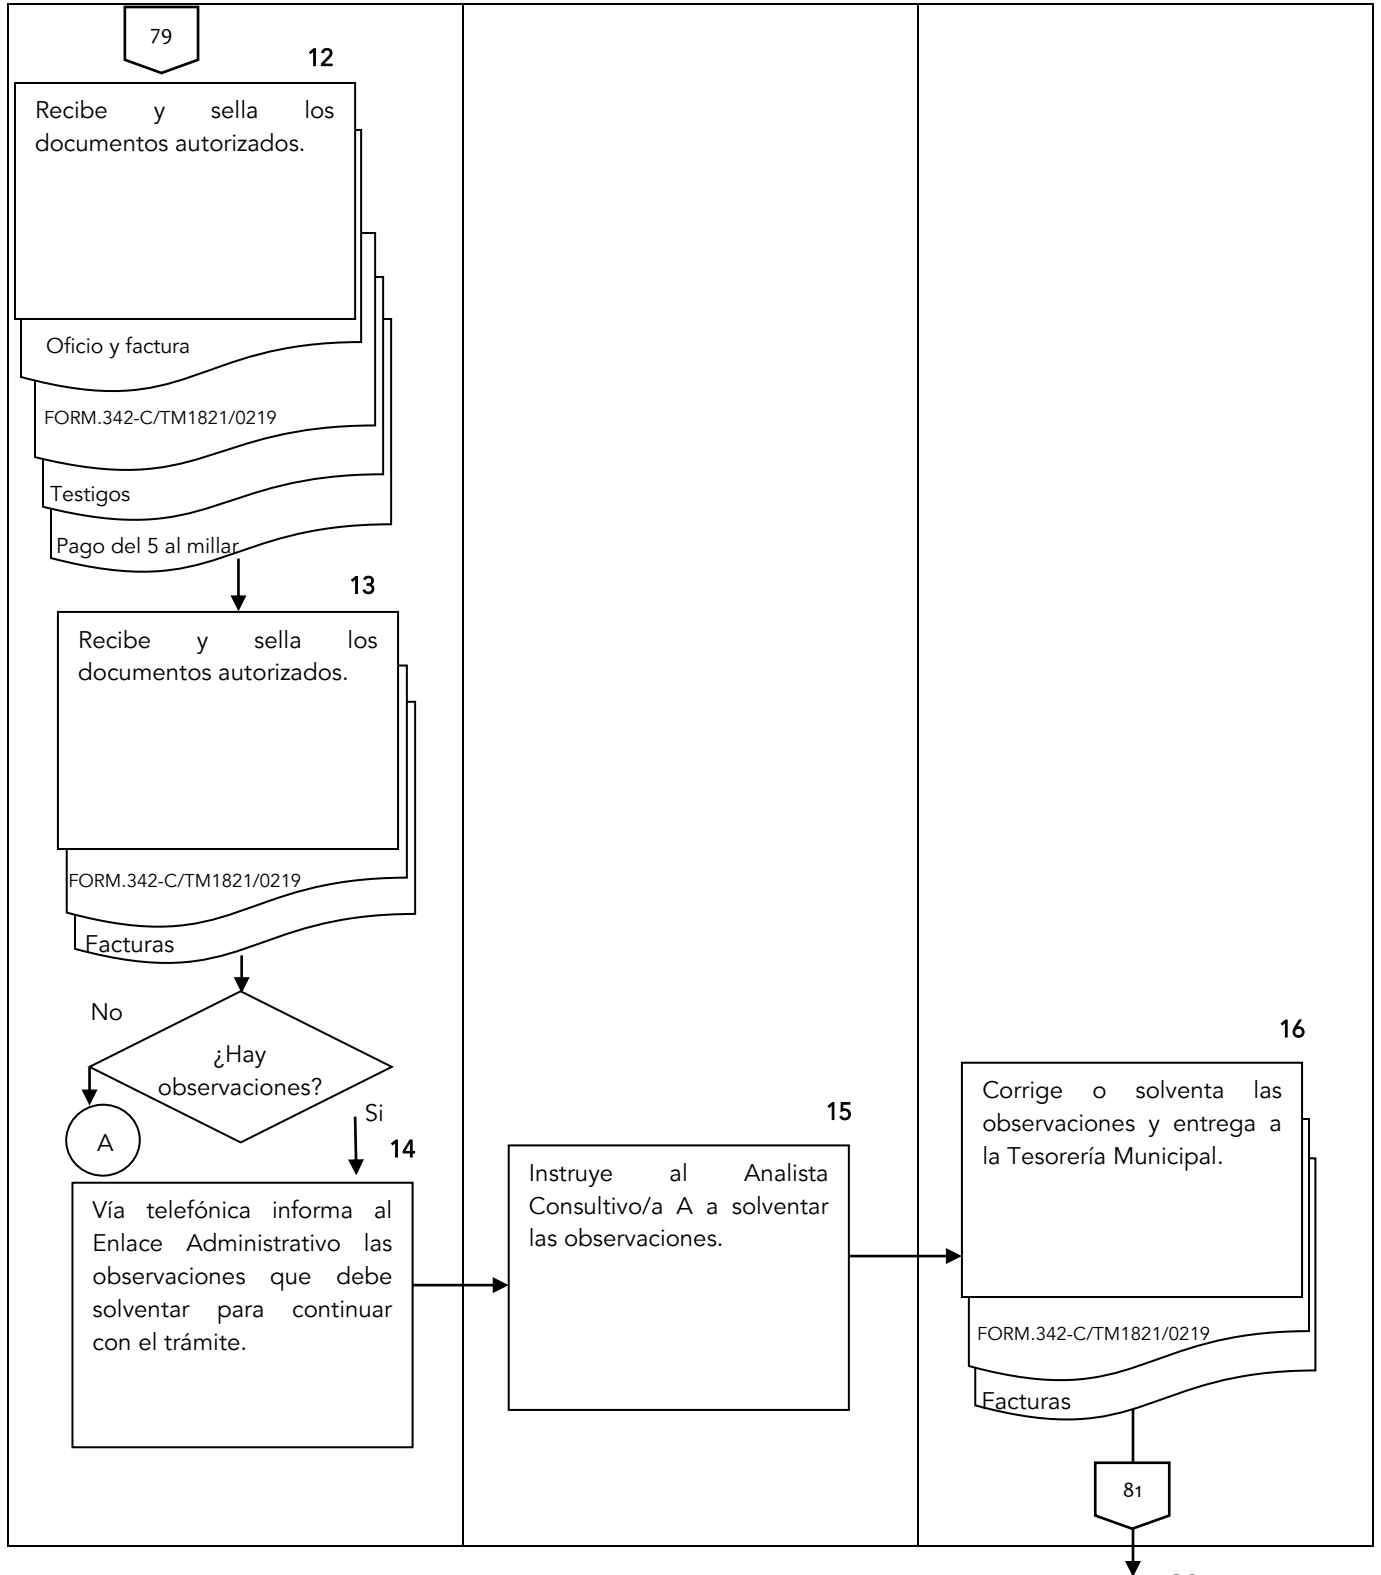 79
12
Recibe y sella los
documentos autorizados.
Oficio y factura
FORM.342-C/TM1821/0219
Testigos
Pago del 5 al millar
13
Recibe y sella los
documentos autorizados.
FORM.342-C/TM1821/0219
Facturas
No
¿Hay
observaciones?
A
Si
14
Vía telefónica informa al
Enlace Administrativo las
observaciones que debe
solventar para continuar
con el trámite.
15
Instruye al Analista
Consultivo/a A a solventar
las observaciones.
16
Corrige o solventa las
observaciones y entrega a
la Tesorería Municipal.
FORM.342-C/TM1821/0219
Facturas
81